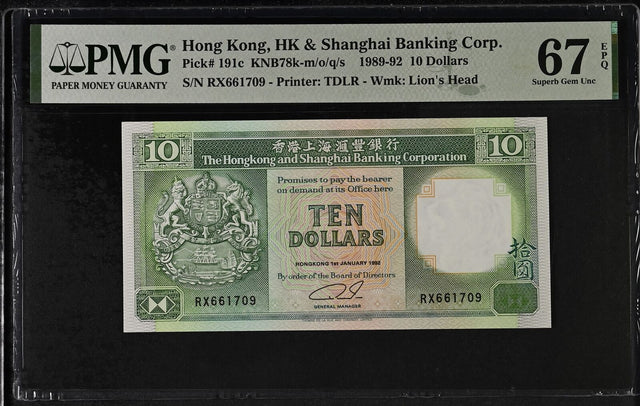 PMG
PAPER MONEY GUARANTY
Hong Kong, HK & Shanghai Banking Corp.
Pick# 191c KNB78k-m/o/q/s 1989-92 10 Dollars
S/N RX661709 - Printer: TDLR - Wmk: Lion's Head
67 EPQ
Superb Gem Unc
10
香港上海滙豐銀行
10
The Hongkong and Shanghai Banking Corporation
Promises to pay the bearer
on demand at its Office here
TEN
DOLLARS
HONGKONG 1st JANUARY
By order of the Board of Directors
拾圓
RX661709
RX661709
GENERAL MANAGER